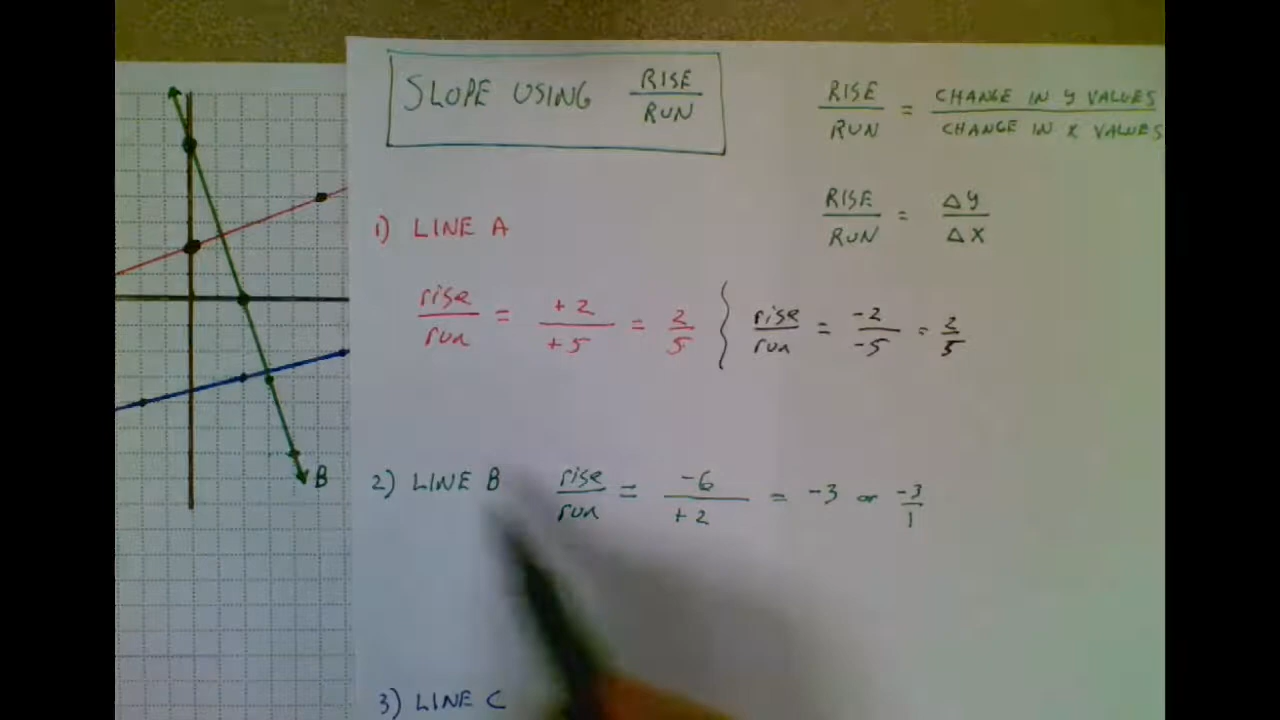 SLOPE USING RISE/RUN
RISE/RUN = CHANGE IN Y VALUES/CHANGE IN X VALUES
RISE/RUN = ΔY/ΔX
1) LINE A
rise/run = +2/+5 = 2/5 } rise/run = -2/-5 = 2/5
B
2) LINE B rise/run = -6/+2 = -3 or -3/1
3) LINE C